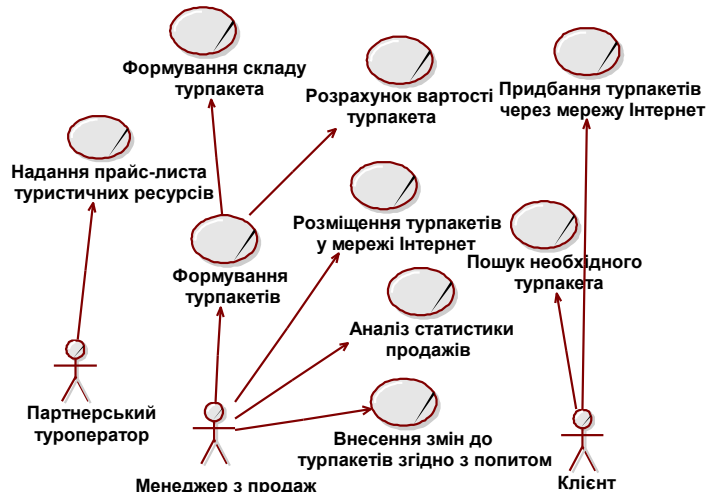 Формування складу
турпакета
Розрахунок вартості
турпакета
Придбання турпакетів
через мережу Інтернет
Надання прайс-листа
туристичних ресурсів
Розміщення турпакетів
у мережі Інтернет
Формування
турпакетів
Пошук необхідного
турпакета
Аналіз статистики
продажів
Партнерський
туроператор
Внесення змін до
турпакетів згідно з попитом
Менеджер з продаж
Клієнт